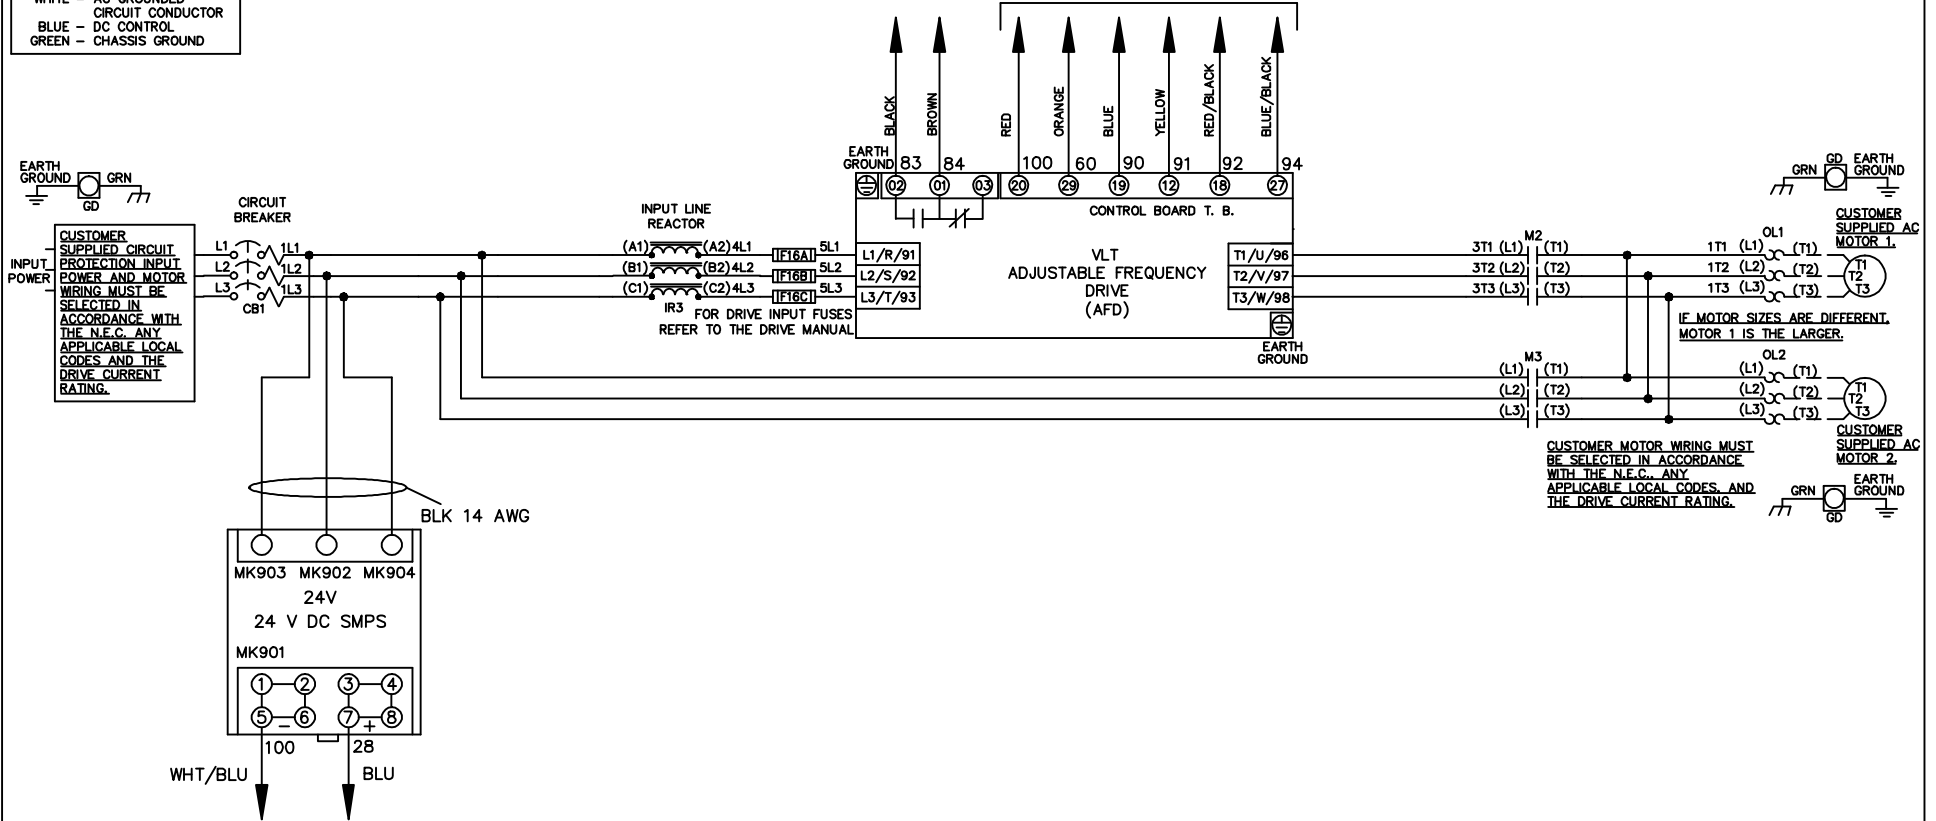 CIRCUIT CONDUCTOR
BLUE – DC CONTROL
GREEN – CHASSIS GROUND
BLACK
BROWN
RED
ORANGE
BLUE
YELLOW
RED/BLACK
BLUE/BLACK
EARTH
GROUND
83
84
100
60
90
91
92
94
02
01
03
20
29
19
12
18
27
CONTROL BOARD T. B.
EARTH
GROUND
GRN
GD
CIRCUIT
BREAKER
INPUT
POWER
CUSTOMER
SUPPLIED CIRCUIT
PROTECTION INPUT
POWER AND MOTOR
WIRING MUST BE
SELECTED IN
ACCORDANCE WITH
THE N.E.C. ANY
APPLICABLE LOCAL
CODES AND THE
DRIVE CURRENT
RATING.
L1
L2
L3
1L1
1L2
1L3
CB1
INPUT LINE
REACTOR
(A1) (A2) 4L1
(B1) (B2) 4L2
(C1) (C2) 4L3
IR3
F16A 5L1
F16B 5L2
F16C 5L3
FOR DRIVE INPUT FUSES
REFER TO THE DRIVE MANUAL
L1/R/91
L2/S/92
L3/T/93
VLT
ADJUSTABLE FREQUENCY
DRIVE
(AFD)
T1/U/96
T2/V/97
T3/W/98
EARTH
GROUND
M2
3T1 (L1) (T1)
3T2 (L2) (T2)
3T3 (L3) (T3)
OL1
1T1 (L1) (T1)
1T2 (L2) (T2)
1T3 (L3) (T3)
T1
T2
T3
GRN
GD
EARTH
GROUND
CUSTOMER
SUPPLIED AC
MOTOR 1.
IF MOTOR SIZES ARE DIFFERENT,
MOTOR 1 IS THE LARGER.
M3
(L1) (T1)
(L2) (T2)
(L3) (T3)
OL2
(L1) (T1)
(L2) (T2)
(L3) (T3)
T1
T2
T3
CUSTOMER
SUPPLIED AC
MOTOR 2.
CUSTOMER MOTOR WIRING MUST
BE SELECTED IN ACCORDANCE
WITH THE N.E.C., ANY
APPLICABLE LOCAL CODES, AND
THE DRIVE CURRENT RATING.
GRN
GD
EARTH
GROUND
BLK 14 AWG
MK903 MK902 MK904
24V
24 V DC SMPS
MK901
1 2 3 4
5 – 6 7 + 8
100
28
WHT/BLU
BLU